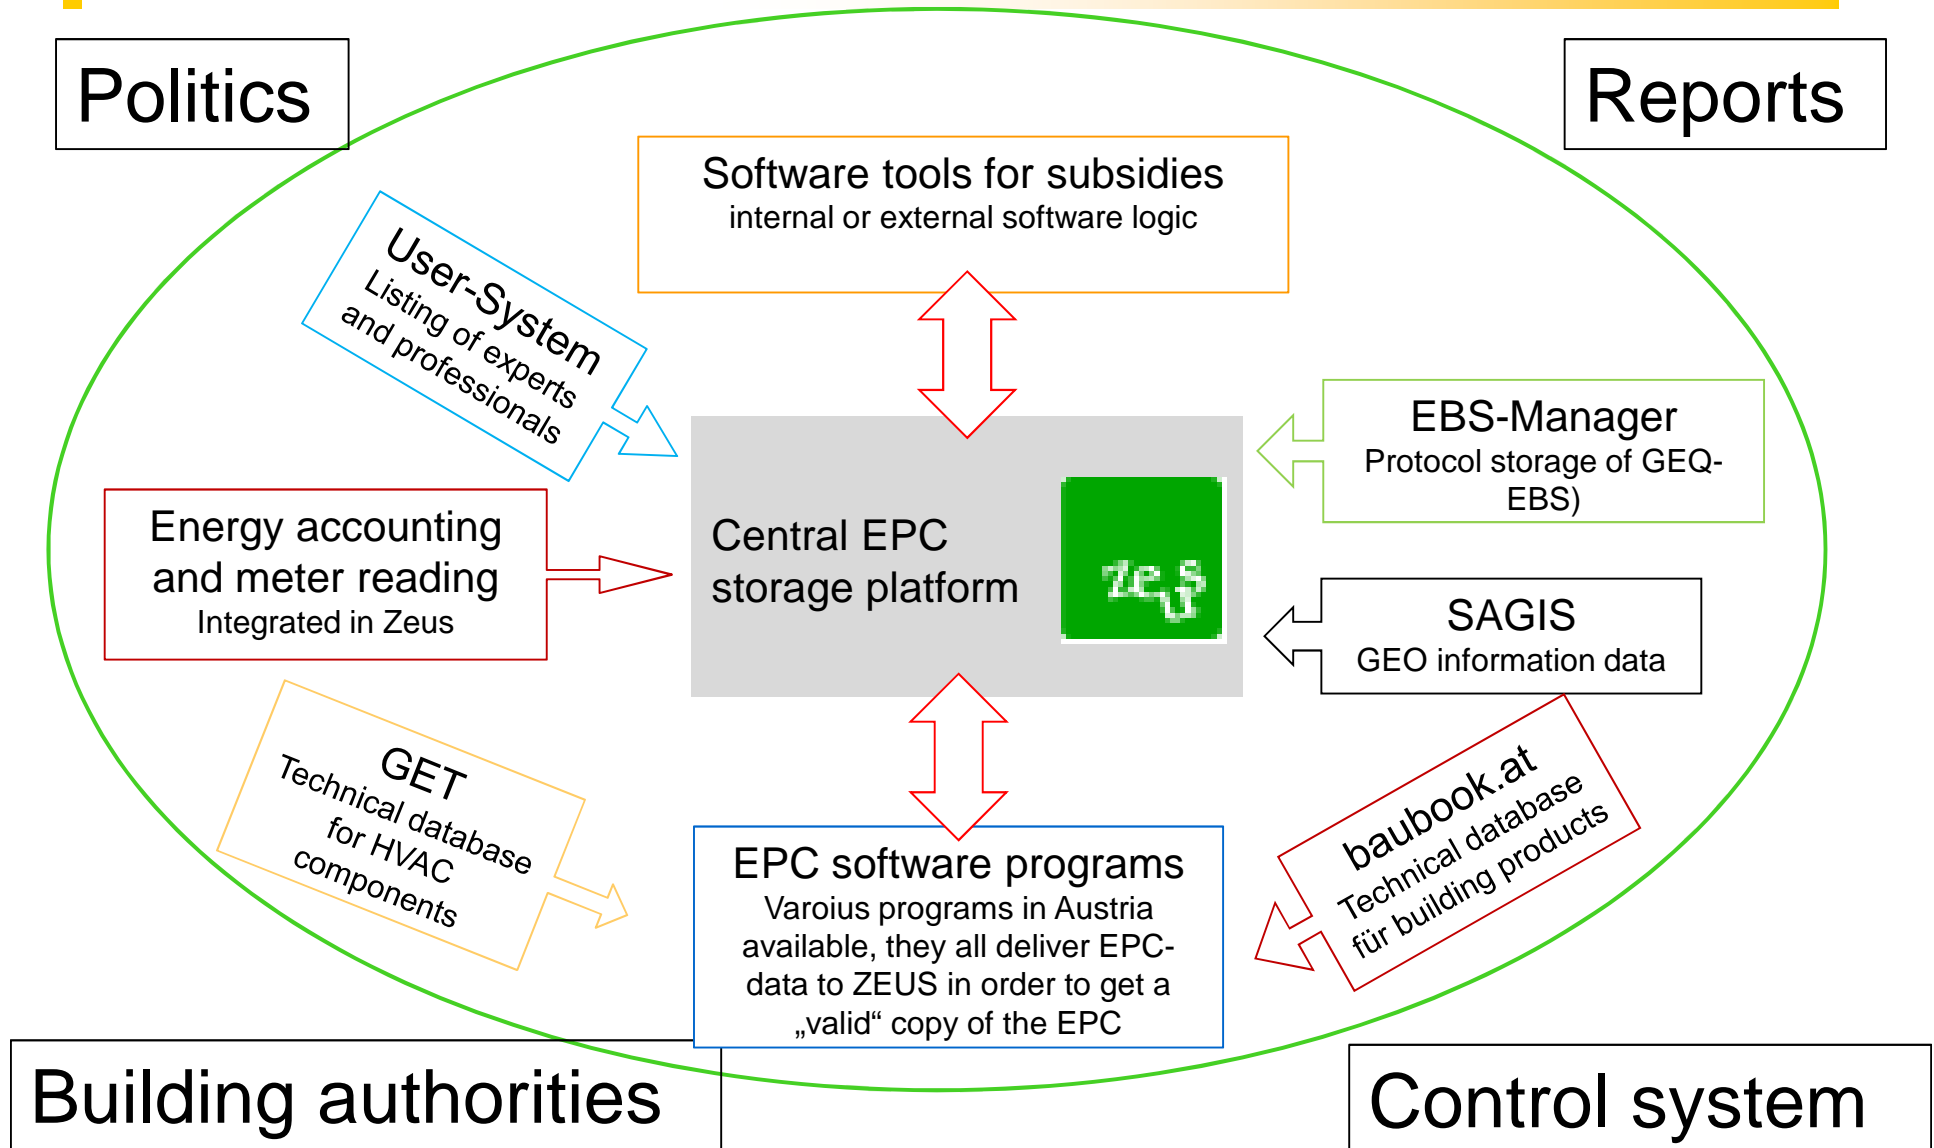 Politics
Reports
Software tools for subsidies
internal or external software logic
User-System
Listing of experts
and professionals
EBS-Manager
Protocol storage of GEQ-
EBS)
Energy accounting
and meter reading
Integrated in Zeus
Central EPC
storage platform
zeus
SAGIS
GEO information data
GET
Technical database
for HVAC
components
EPC software programs
Varoius programs in Austria
available, they all deliver EPC-
data to ZEUS in order to get a
„valid“ copy of the EPC
baubook.at
Technical database
für building products
Building authorities
Control system